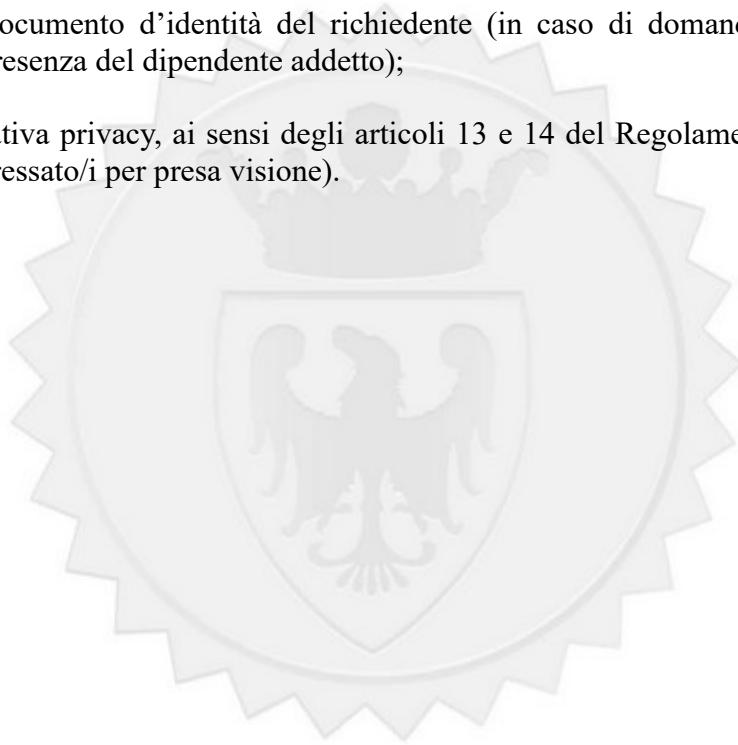 ocumento d’identità del richiedente (in caso di doman
resenza del dipendente addetto);
tiva privacy, ai sensi degli articoli 13 e 14 del Regolame
ressato/i per presa visione).